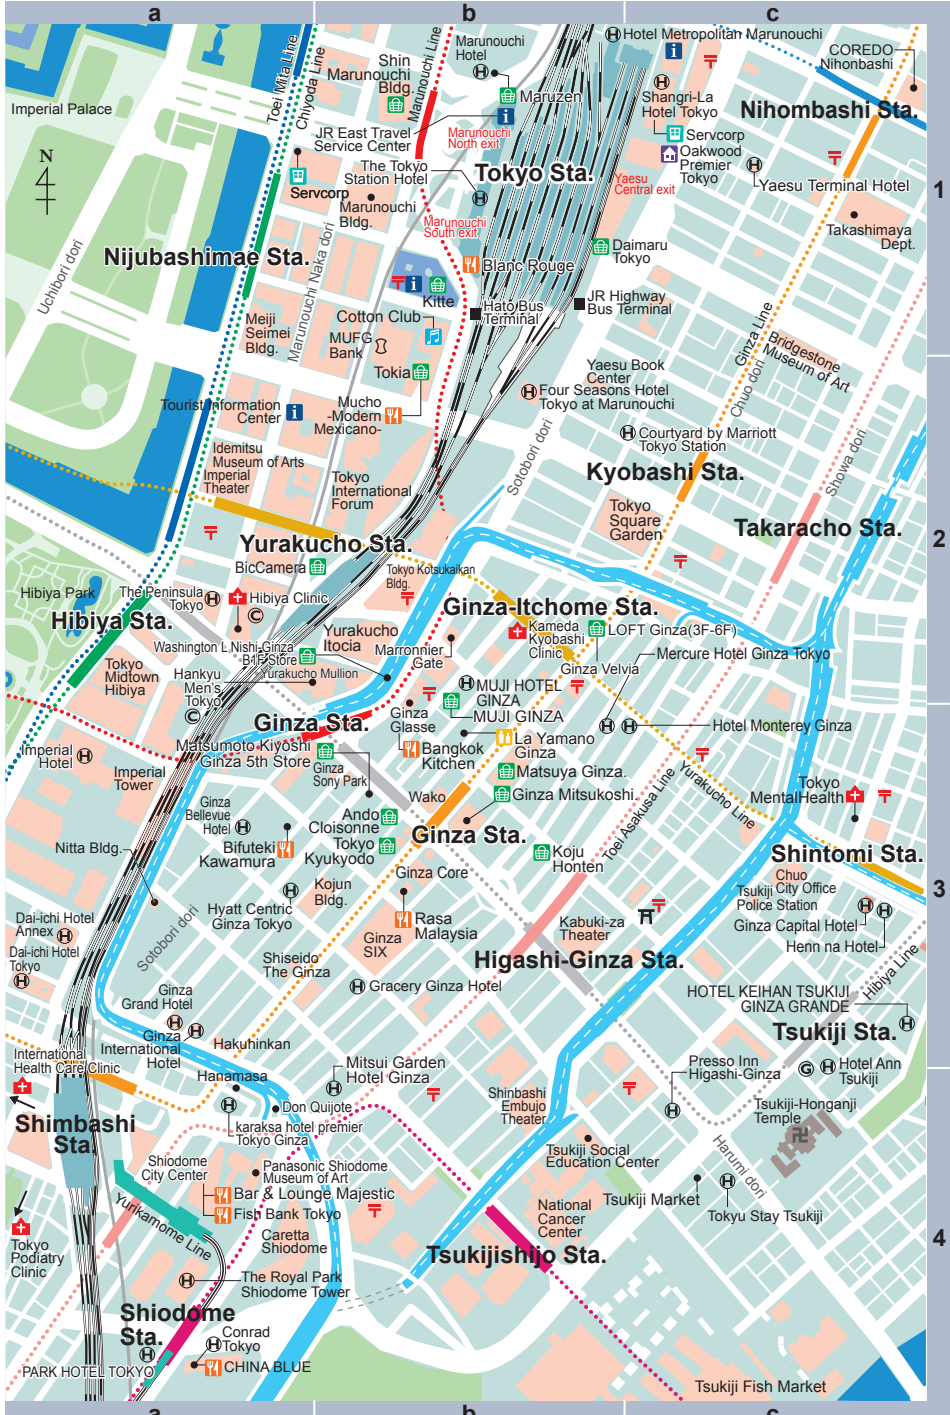 a
b
c
Hotel Metropolitan Marunouchi
COREDO
Nihonbashi
Marunouchi
Hotel
Toei Mita Line
Chiyoda Line
Marunouchi Line
Shin
Marunouchi
Bldg.
Maruzen
Shangri-La
Hotel Tokyo
Nihombashi Sta.
Imperial Palace
JR East Travel
Service Center
Marunouchi
North exit
Servcorp
Oakwood
Premier
Tokyo
N
The Tokyo
Station Hotel
Tokyo Sta.
Yaesu
Central exit
Yaesu Terminal Hotel
Servcorp
Marunouchi
Bldg.
1
Marunouchi
South exit
Takashimaya
Dept.
Daimaru
Tokyo
Nijubashimae Sta.
Uchibori dori
Marunouchi Naka dori
Blanc Rouge
Kitte
Hato Bus
Terminal
JR Highway
Bus Terminal
Meiji
Seimei
Bldg.
Cotton Club
MUFG
Bank
Ginza Line
Bridgestone
Museum of Art
Tokia
Yaesu Book
Center
Four Seasons Hotel
Tokyo at Marunouchi
Chuo dori
Tourist Information
Center
Mucho
-Modern
Mexicano-
Courtyard by Marriott
Tokyo Station
Showa dori
Sotobori dori
Idemitsu
Museum of Arts
Imperial
Theater
Tokyo
International
Forum
Kyobashi Sta.
Tokyo
Square
Garden
Takaracho Sta.
2
Yurakucho Sta.
BicCamera
Tokyo Kotsukaikan
Bldg.
Hibiya Park
The Peninsula
Tokyo
Hibiya Clinic
Ginza-Itchome Sta.
Hibiya Sta.
Kameda
Kyobashi
Clinic
LOFT Ginza(3F-6F)
Washington L Nishi-Ginza
B1F Store
Yurakucho
Itocia
Marronnier
Gate
Mercure Hotel Ginza Tokyo
Ginza Velvia
Tokyo
Midtown
Hibiya
Hankyu
Men's
Tokyo
Yurakucho Mullion
MUJI HOTEL
GINZA
MUJI GINZA
Ginza Sta.
Ginza
Glasse
Hotel Monterey Ginza
Imperial
Hotel
Matsumoto Kiyoshi
Ginza 5th Store
Bangkok
Kitchen
La Yamano
Ginza
Imperial
Tower
Ginza
Sony Park
Matsuya Ginza.
Ginza Mitsukoshi
Yurakucho Line
Toei Asakusa Line
Tokyo
MentalHealth
Ginza
Bellevue
Hotel
Wako
Ando
Cloisonne
Tokyo
Kyukyodo
Ginza Sta.
Nitta Bldg.
Bifuteki
Kawamura
Koju
Honten
Shintomi Sta.
Ginza Core
Chuo
City Office
Tsukiji
Police Station
Kojun
Bldg.
3
Hyatt Centric
Ginza Tokyo
Rasa
Malaysia
Kabuki-za
Theater
Ginza Capital Hotel
Henn na Hotel
Dai-ichi Hotel
Annex
Dai-ichi Hotel
Tokyo
Sotobori dori
Ginza
SIX
Shiseido
The Ginza
Higashi-Ginza Sta.
Hibiya Line
Gracery Ginza Hotel
HOTEL KEIHAN TSUKIJI
GINZA GRANDE
Ginza
Grand Hotel
Tsukiji Sta.
Ginza
International
Hotel
Hakuhinkan
International
Health Care Clinic
Mitsui Garden
Hotel Ginza
Presso Inn
Higashi-Ginza
Hotel Ann
Tsukiji
Hanamasa
Don Quijote
Shinbashi
Embujo
Theater
Tsukiji-Honganji
Temple
Shimbashi
Sta.
karaksa hotel premier
Tokyo Ginza
Harumi dori
Tsukiji Social
Education Center
Shiodome
City Center
Panasonic Shiodome
Museum of Art
Bar & Lounge Majestic
Fish Bank Tokyo
Tsukiji Market
Tokyu Stay Tsukiji
Yurikamome Line
National
Cancer
Center
Tokyo
Podiatry
Clinic
Caretta
Shiodome
Tsukijishijo Sta.
4
The Royal Park
Shiodome Tower
Shiodome
Sta.
Conrad
Tokyo
PARK HOTEL TOKYO
CHINA BLUE
Tsukiji Fish Market
a
b
c